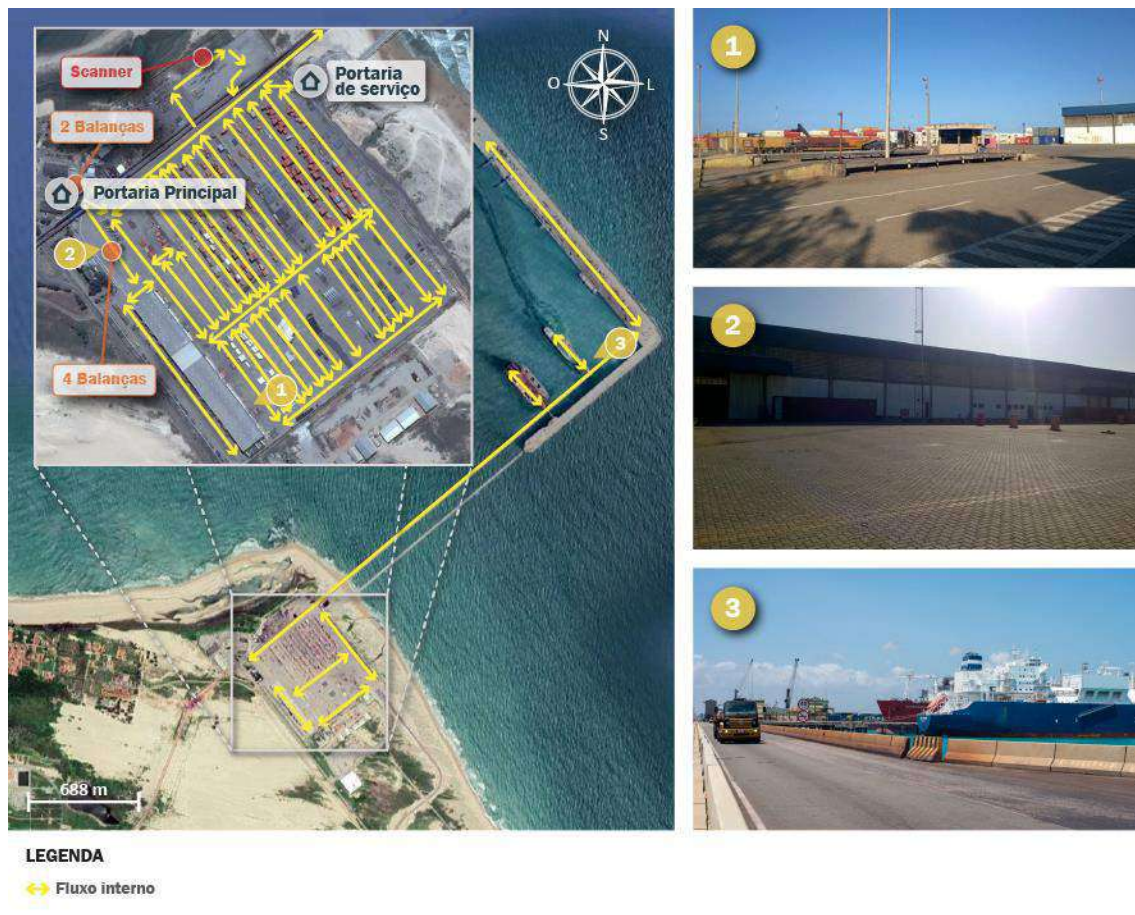 Scanner
2 Balanças
Portaria
de serviço
Portaria Principal
2
4 Balanças
1
N
O
L
S
3
688 m
1
2
3
LEGENDA
Fluxo interno